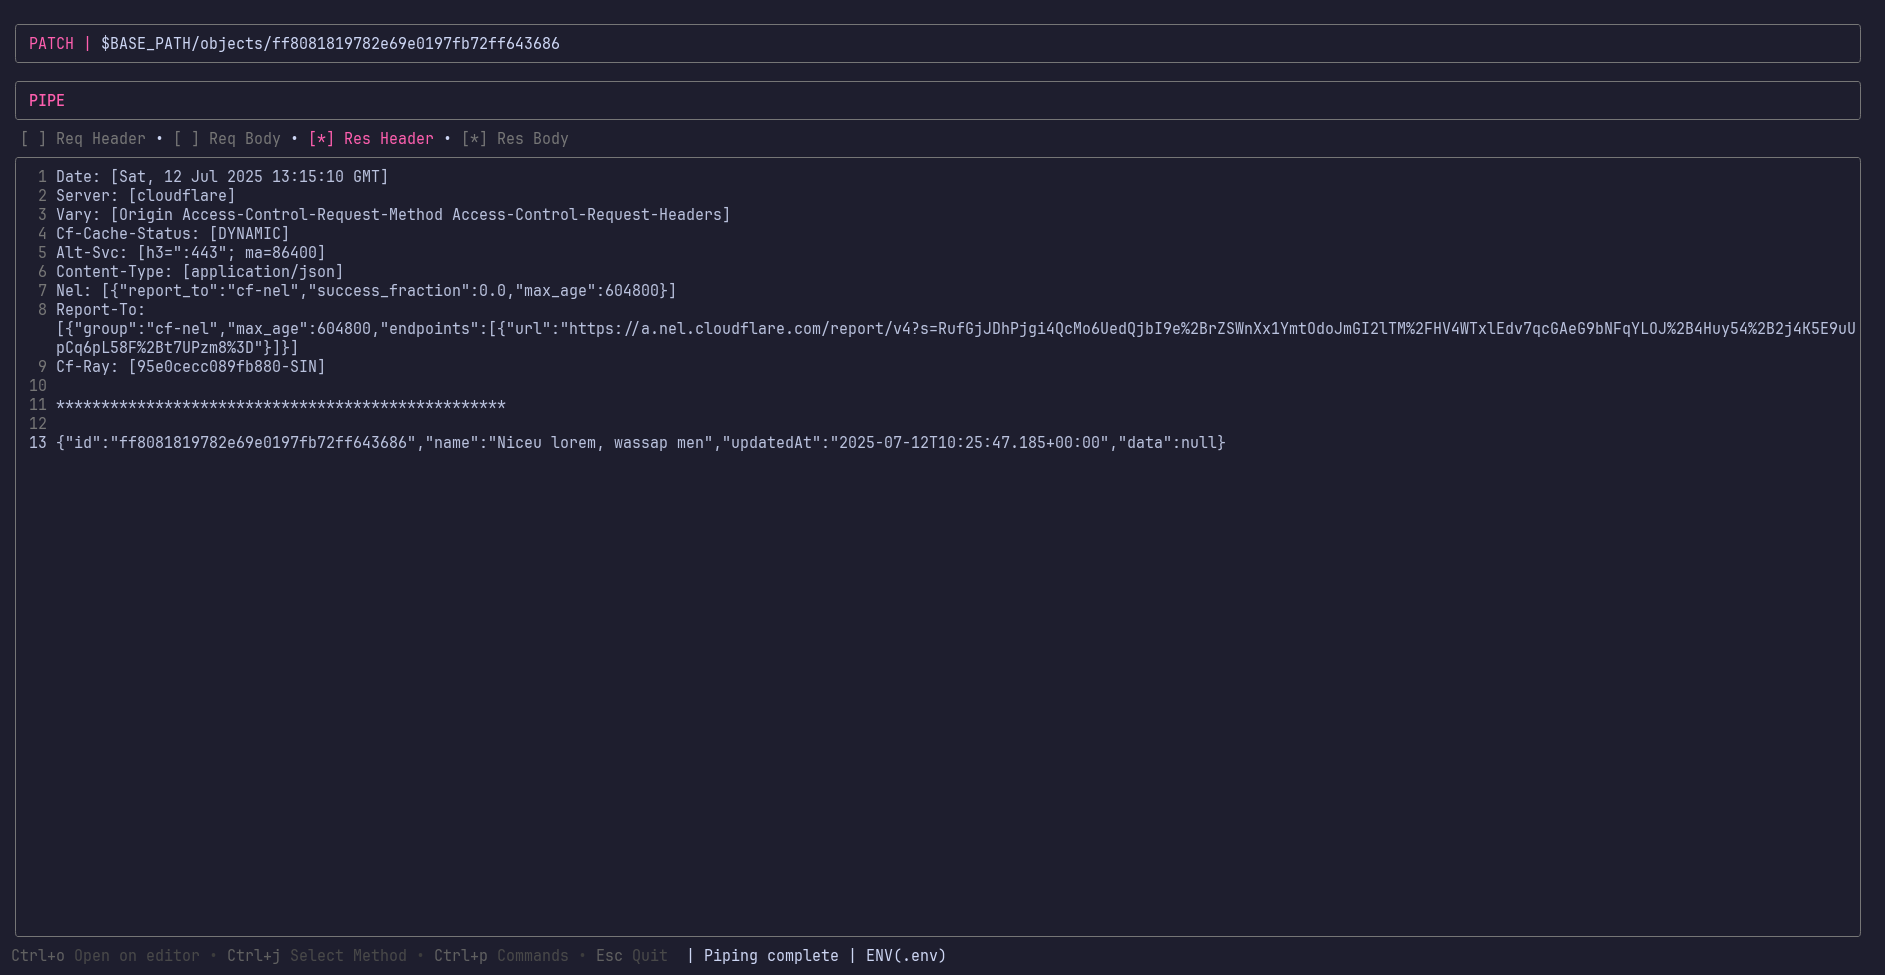 PATCH | $BASE_PATH/objects/ff8081819782e69e0197fb72ff643686
PIPE
[ ] Req Header • [ ] Req Body • [*] Res Header • [*] Res Body
1 Date: [Sat, 12 Jul 2025 13:15:10 GMT]
2 Server: [cloudflare]
3 Vary: [Origin Access-Control-Request-Method Access-Control-Request-Headers]
4 Cf-Cache-Status: [DYNAMIC]
5 Alt-Svc: [h3=":443"; ma=86400]
6 Content-Type: [application/json]
7 Nel: [{"report_to":"cf-nel","success_fraction":0.0,"max_age":604800}]
8 Report-To:
[{"group":"cf-nel","max_age":604800,"endpoints":[{"url":"https://a.nel.cloudflare.com/report/v4?s=RufGjJDhPjgi4QcMo6UedQjbI9e%2BrZSWnXx1YmtOdoJmGI2lTM%2FHV4WTxlEdv7qcGAeG9bNFqYLOJ%2B4Huy54%2B2j4K5E9uU
pCq6pL58F%2Bt7UPzm8%3D"}]}]
9 Cf-Ray: [95e0cecc089fb880-SIN]
10
11 **************************************************
12
13 {"id":"ff8081819782e69e0197fb72ff643686","name":"Niceu lorem, wassap men","updatedAt":"2025-07-12T10:25:47.185+00:00","data":null}
Ctrl+o Open on editor • Ctrl+j Select Method • Ctrl+p Commands • Esc Quit | Piping complete | ENV(.env)